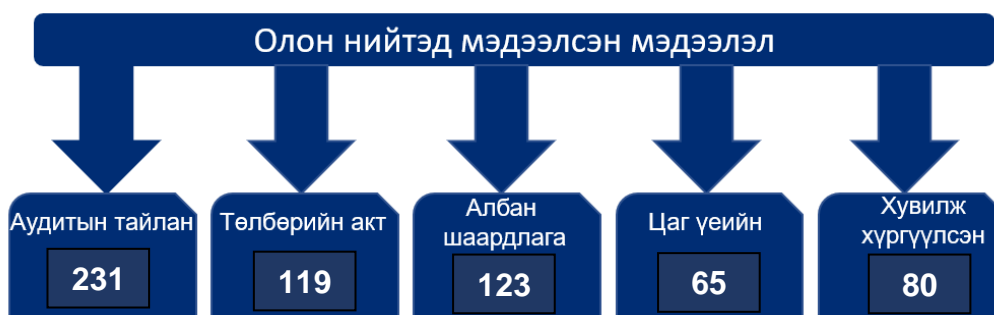 Олон нийтэд мэдээлсэн мэдээлэл
Аудитын тайлан
231
Төлбөрийн акт
119
Албан
шаардлага
123
Цаг үеийн
65
Хувилж
хүргүүлсэн
80